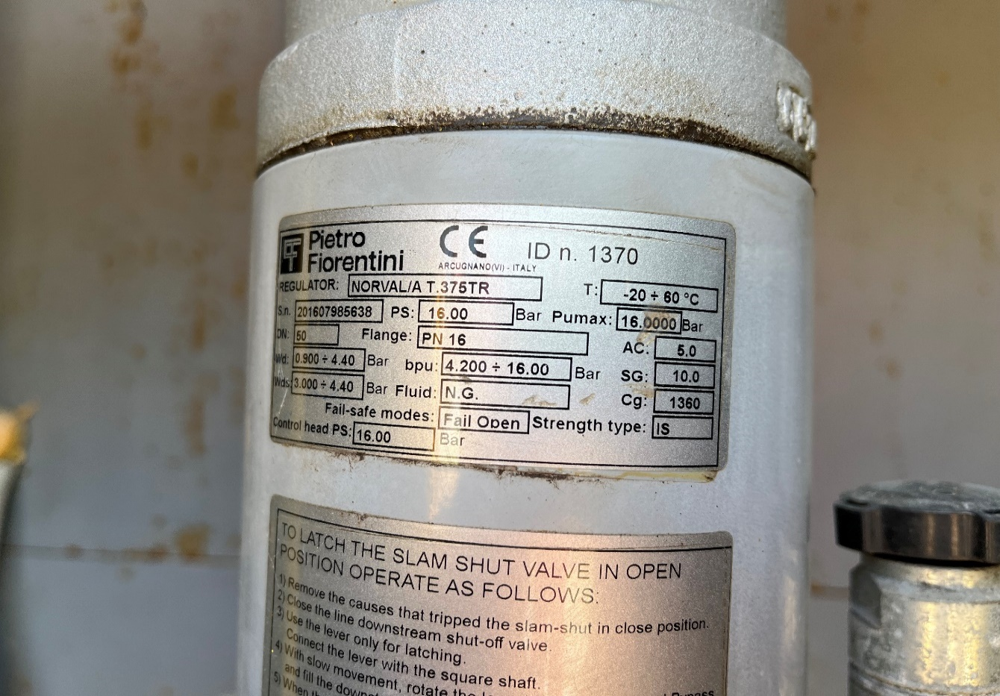 Pietro
Fiorentini
CE
ID n. 1370
ARCUGNANO(VI) - ITALY
REGULATOR: NORVAL/A T.375TR T: -20 ÷ 60 °C
S.n. 201607985638 PS: 16.00 Bar Pumax: 16.0000 Bar
DN: 50 Flange: PN 16 AC: 5.0
Wd: 0.900 ÷ 4.40 Bar bpu: 4.200 ÷ 16.00 Bar SG: 10.0
Wds: 3.000 ÷ 4.40 Bar Fluid: N.G. Cg: 1360
Fail-safe modes: Fail Open Strength type: IS
Control head PS: 16.00 Bar
TO LATCH THE SLAM SHUT VALVE IN OPEN
POSITION OPERATE AS FOLLOWS:
1) Remove the causes that tripped the slam-shut in close position.
2) Close the line downstream shut-off valve.
3) Use the lever only for latching.
Connect the lever with the square shaft.
4) With slow movement, rotate the
and fill the
5) When